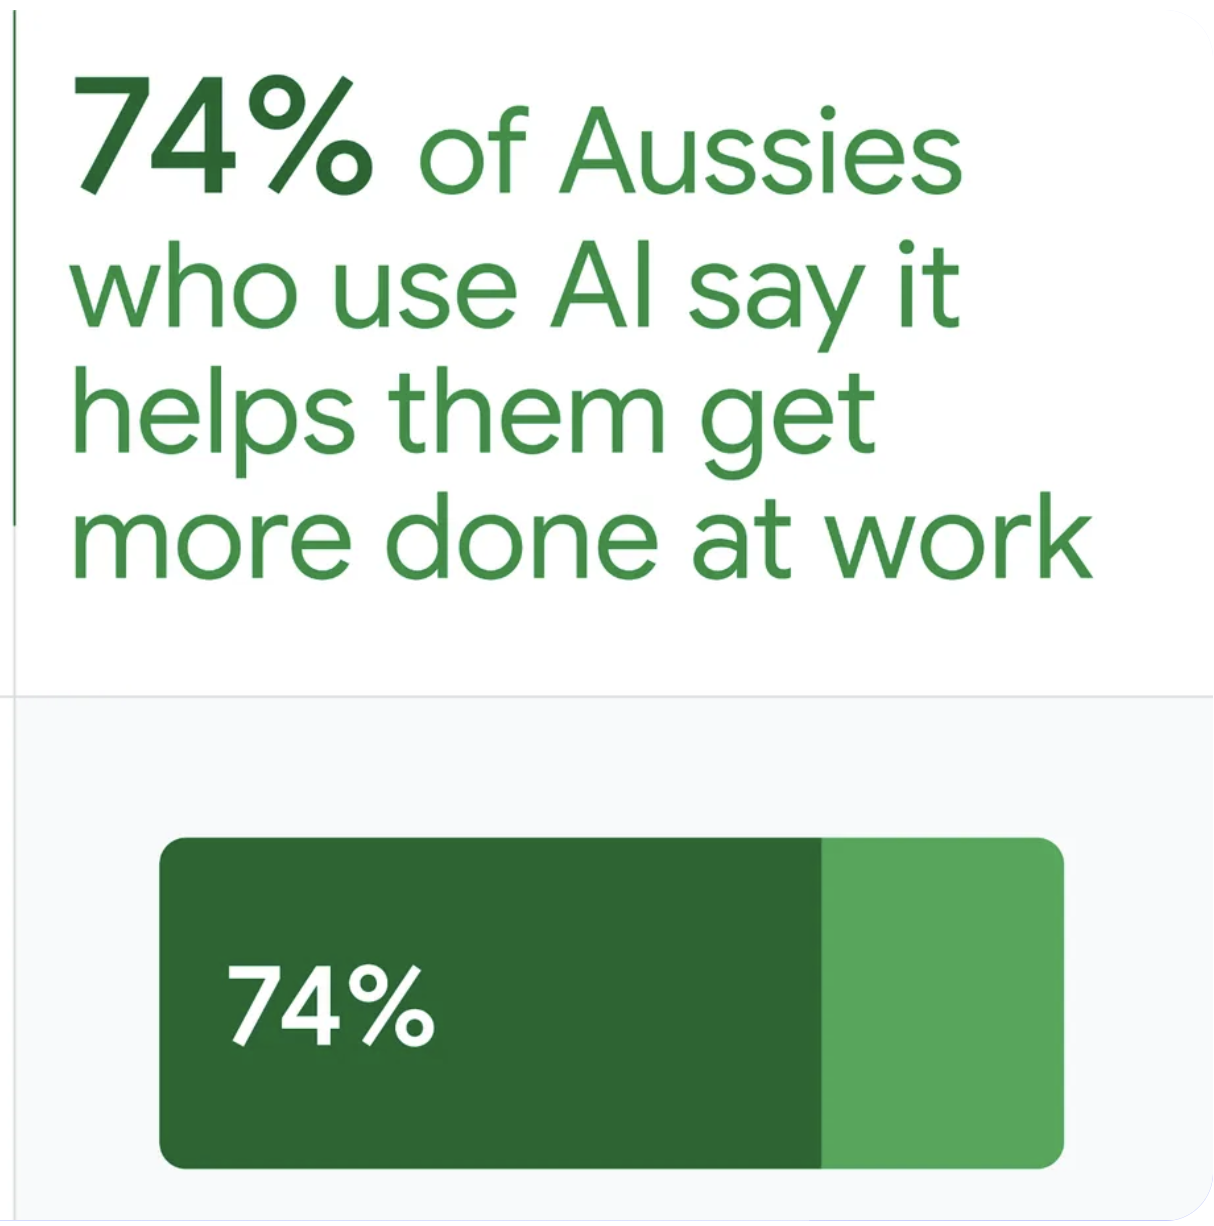 74% of Aussies
who use AI say it
helps them get
more done at work
74%